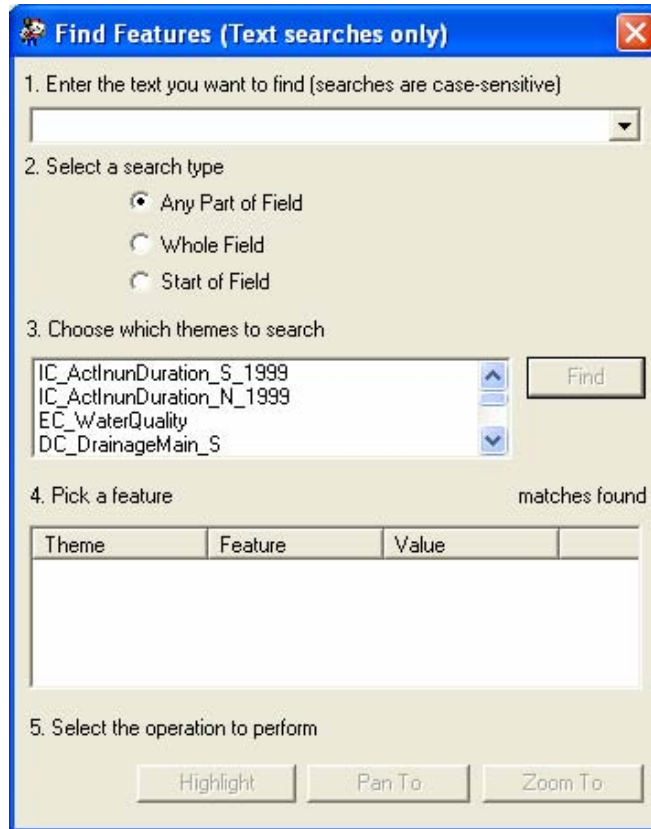 Find Features (Text searches only)
1. Enter the text you want to find (searches are case-sensitive)
2. Select a search type
Any Part of Field
Whole Field
Start of Field
3. Choose which themes to search
IC_ActInunDuration_S_1999
IC_ActInunDuration_N_1999
EC_WaterQuality
DC_DrainageMain_S
Find
4. Pick a feature matches found
Theme Feature Value
5. Select the operation to perform
Highlight Pan To Zoom To